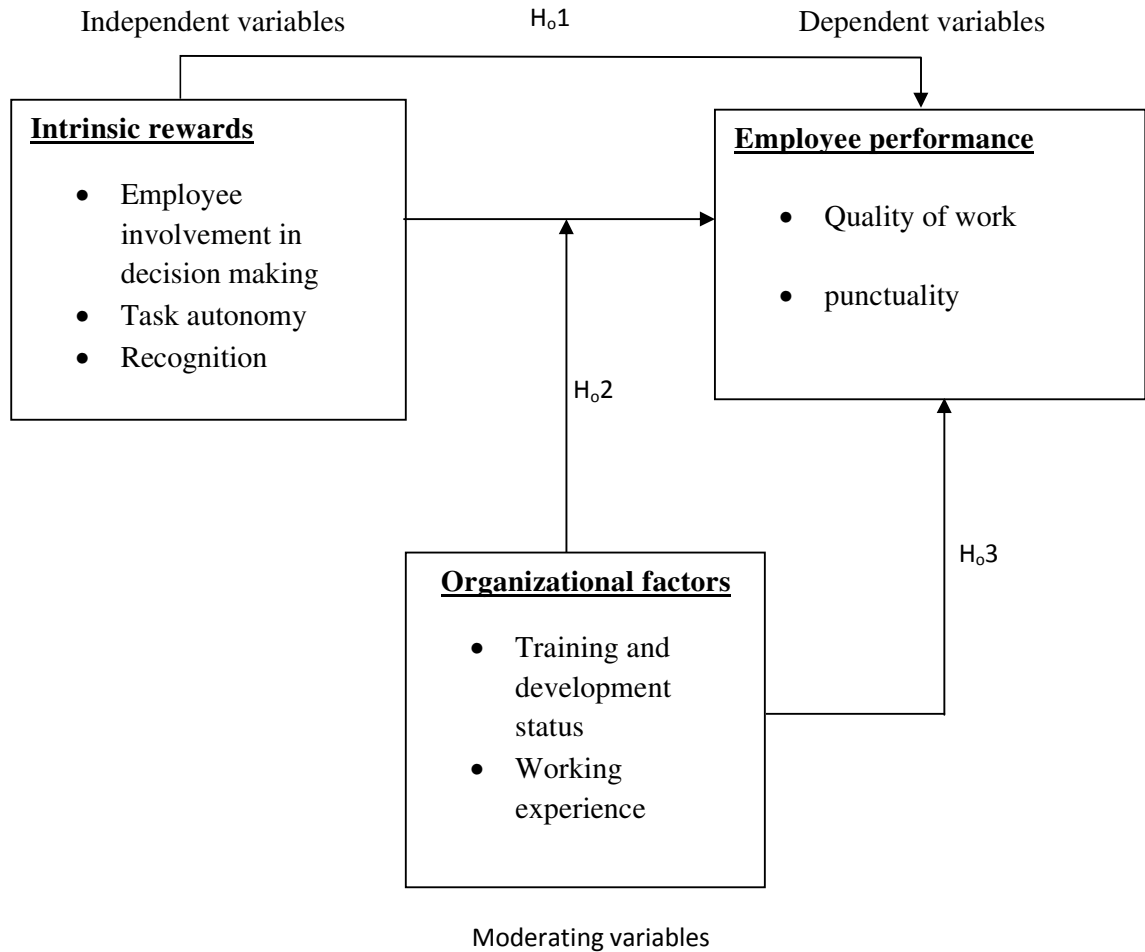 Independent variables
Hₒ1
Dependent variables
Intrinsic rewards
• Employee
involvement in
decision making
• Task autonomy
• Recognition
Employee performance
• Quality of work
• punctuality
Hₒ2
Hₒ3
Organizational factors
• Training and
development
status
• Working
experience
Moderating variables